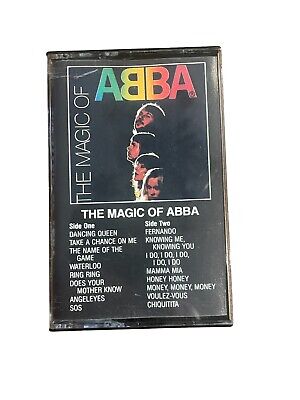 THE MAGIC OF
ABBA®
THE MAGIC OF ABBA
Side One
DANCING QUEEN
TAKE A CHANCE ON ME
THE NAME OF THE
GAME
WATERLOO
RING RING
DOES YOUR
MOTHER KNOW
ANGELEYES
SOS
Side Two
FERNANDO
KNOWING ME,
KNOWING YOU
I DO, I DO, I DO,
I DO, I DO
MAMMA MIA
HONEY HONEY
MONEY, MONEY, MONEY
VOULEZ-VOUS
CHIQUITITA